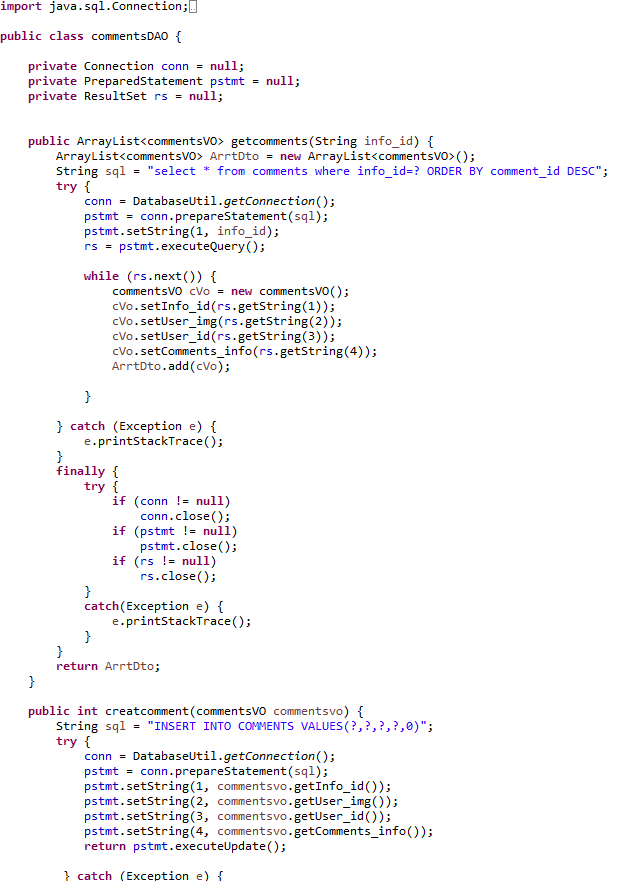 import java.sql.Connection;
public class commentsDAO {
private Connection conn = null;
private PreparedStatement pstmt = null;
private ResultSet rs = null;
public ArrayList<commentsVO> getcomments(String info_id) {
ArrayList<commentsVO> ArrtDto = new ArrayList<commentsVO>();
String sql = "select * from comments where info_id=? ORDER BY comment_id DESC";
try {
conn = DatabaseUtil.getConnection();
pstmt = conn.prepareStatement(sql);
pstmt.setString(1, info_id);
rs = pstmt.executeQuery();
while (rs.next()) {
commentsVO cVo = new commentsVO();
cVo.setInfo_id(rs.getString(1));
cVo.setUser_img(rs.getString(2));
cVo.setUser_id(rs.getString(3));
cVo.setComments_info(rs.getString(4));
ArrtDto.add(cVo);
}
} catch (Exception e) {
e.printStackTrace();
}
finally {
try {
if (conn != null)
conn.close();
if (pstmt != null)
pstmt.close();
if (rs != null)
rs.close();
}
catch(Exception e) {
e.printStackTrace();
}
}
return ArrtDto;
}
public int creatcomment(commentsVO commentsvo) {
String sql = "INSERT INTO COMMENTS VALUES(?,?,?,?,0)";
try {
conn = DatabaseUtil.getConnection();
pstmt = conn.prepareStatement(sql);
pstmt.setString(1, commentsvo.getInfo_id());
pstmt.setString(2, commentsvo.getUser_img());
pstmt.setString(3, commentsvo.getUser_id());
pstmt.setString(4, commentsvo.getComments_info());
return pstmt.executeUpdate();
} catch (Exception e) {